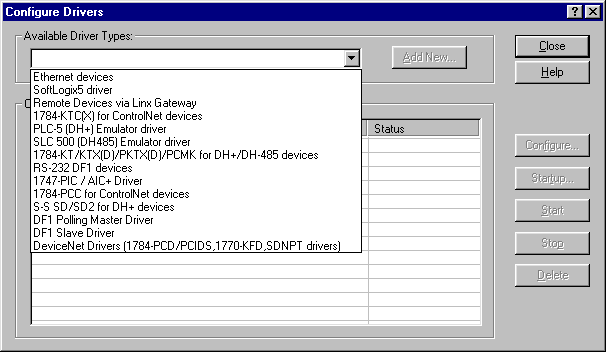 Configure Drivers
Available Driver Types:
Add New...
Close
Help
Ethernet devices
SoftLogix5 driver
Remote Devices via Linx Gateway
1784-KTC(X) for ControlNet devices
PLC-5 (DH+) Emulator driver
SLC 500 (DH485) Emulator driver
1784-KT/KTX(D)/PKTX(D)/PCMK for DH+/DH-485 devices
RS-232 DF1 devices
1747-PIC / AIC+ Driver
1784-PCC for ControlNet devices
S-S SD/SD2 for DH+ devices
DF1 Polling Master Driver
DF1 Slave Driver
DeviceNet Drivers (1784-PCD/PCIDS,1770-KFD,SDNPT drivers)
Status
Configure...
Startup...
Start
Stop
Delete